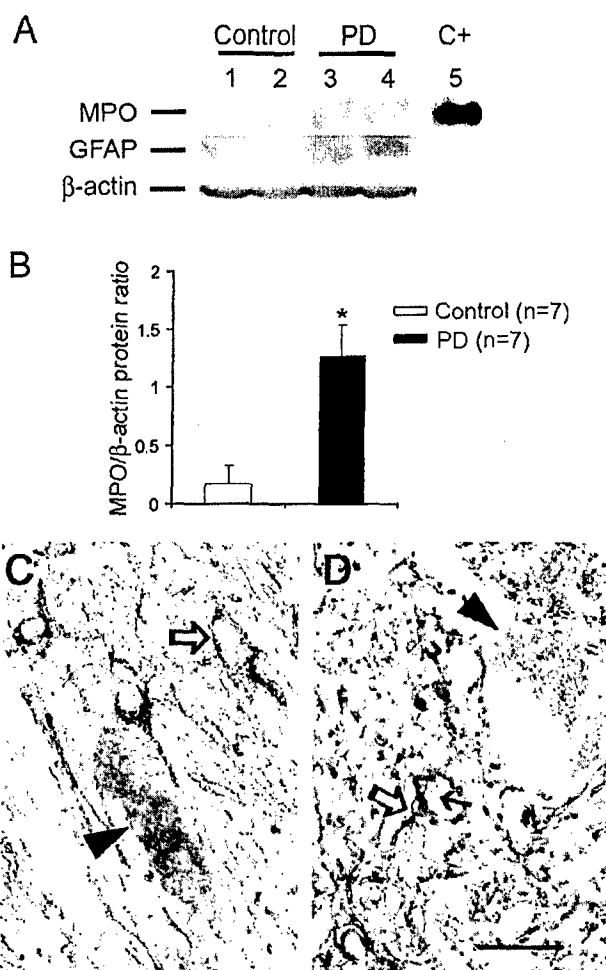 A
Control PD C+
1 2 3 4 5
MPO
GFAP
β-actin
B
MPO/β-actin protein ratio
2
1.5
1
0.5
0
*
Control (n=7)
PD (n=7)
C
D